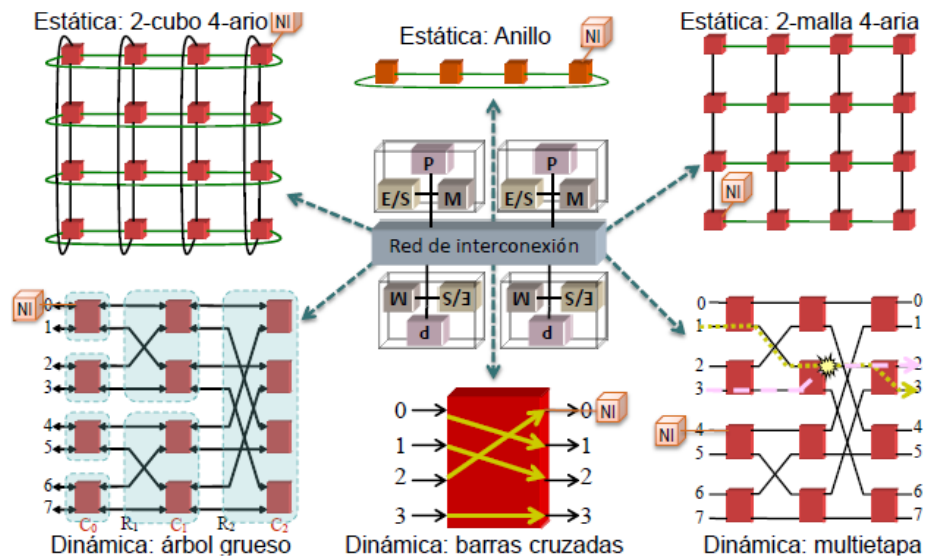 Estática: 2-cubo 4-ario
NI
Estática: Anillo
NI
Estática: 2-malla 4-aria
NI
P
E/S
M
P
E/S
M
Red de interconexión
M
E/S
P
M
E/S
P
NI
0
1
2
3
4
5
6
7
C0
R1
C1
R2
C2
Dinámica: árbol grueso
0
1
2
3
0
1
2
3
NI
Dinámica: barras cruzadas
0
1
2
3
4
5
6
7
NI
0
1
2
3
4
5
6
7
Dinámica: multietapa